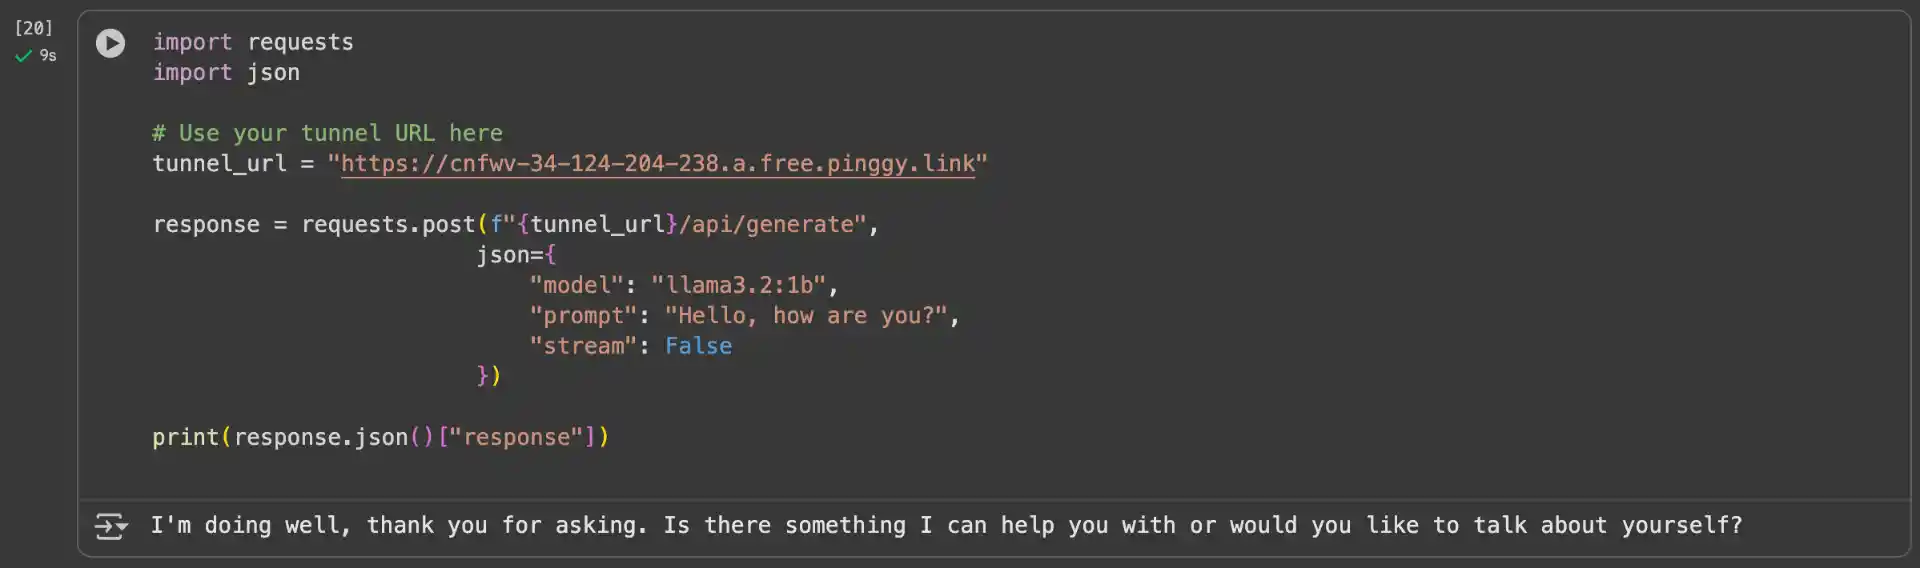 [20]
9s
import requests
import json
# Use your tunnel URL here
tunnel_url = "https://cnfwv-34-124-204-238.a.free.pinggy.link"
response = requests.post(f"{tunnel_url}/api/generate",
json={
"model": "llama3.2:1b",
"prompt": "Hello, how are you?",
"stream": False
})
print(response.json()["response"])
I'm doing well, thank you for asking. Is there something I can help you with or would you like to talk about yourself?